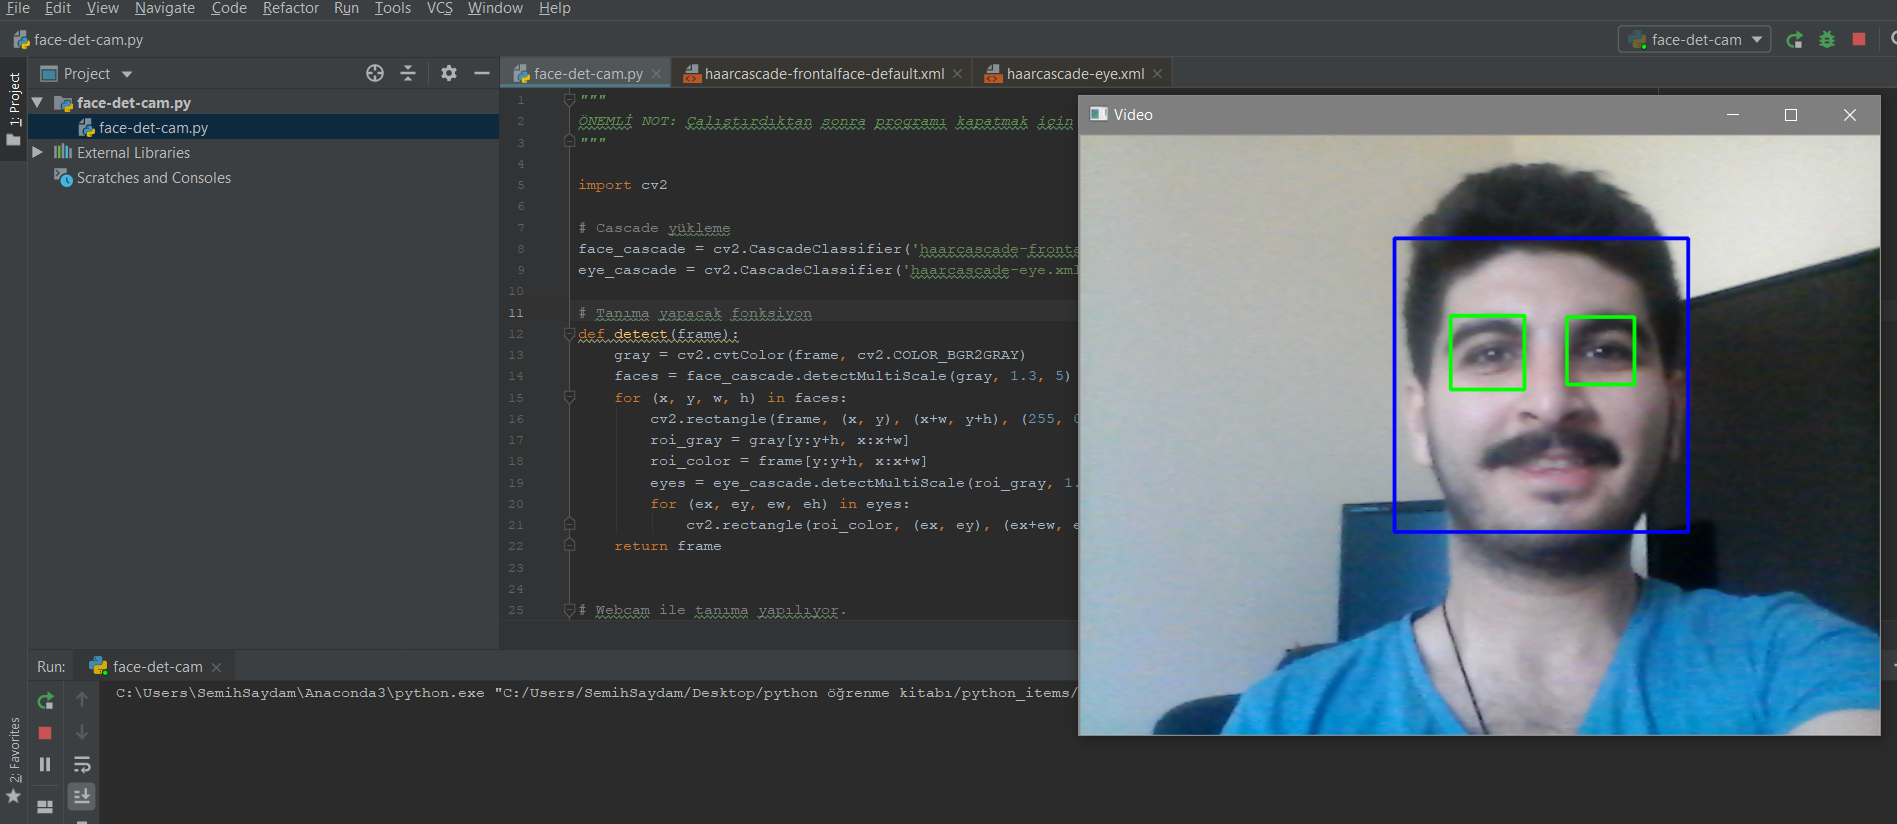 File Edit View Navigate Code Refactor Run Tools VCS Window Help
face-det-cam.py
face-det-cam
1: Project
Project
face-det-cam.py
face-det-cam.py
External Libraries
Scratches and Consoles
face-det-cam.py haarcascade-frontalface-default.xml haarcascade-eye.xml
1 """
2 ÖNEMLİ NOT: Çalıştırdıktan sonra programı kapatmak için
3 """
4
5 import cv2
6
7 # Cascade yükleme
8 face_cascade = cv2.CascadeClassifier('haarcascade-fronta
9 eye_cascade = cv2.CascadeClassifier('haarcascade-eye.xml
10
11 # Tanıma yapacak fonksiyon
12 def detect(frame):
13 gray = cv2.cvtColor(frame, cv2.COLOR_BGR2GRAY)
14 faces = face_cascade.detectMultiScale(gray, 1.3, 5)
15 for (x, y, w, h) in faces:
16 cv2.rectangle(frame, (x, y), (x+w, y+h), (255, 0
17 roi_gray = gray[y:y+h, x:x+w]
18 roi_color = frame[y:y+h, x:x+w]
19 eyes = eye_cascade.detectMultiScale(roi_gray, 1.
20 for (ex, ey, ew, eh) in eyes:
21 cv2.rectangle(roi_color, (ex, ey), (ex+ew, e
22 return frame
23
24
25 # Webcam ile tanıma yapılıyor.
Video
Run: face-det-cam
C:\Users\SemihSaydam\Anaconda3\python.exe "C:/Users/SemihSaydam/Desktop/python öğrenme kitabı/python_items/
2: Favorites